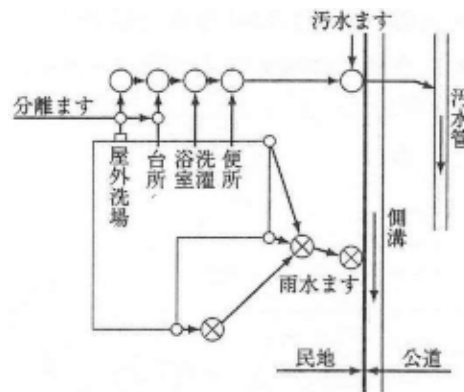 汚水ます
分離ます
屋外洗場
台所
浴室
洗濯
便所
汚水管
側溝
雨水ます
民地
公道